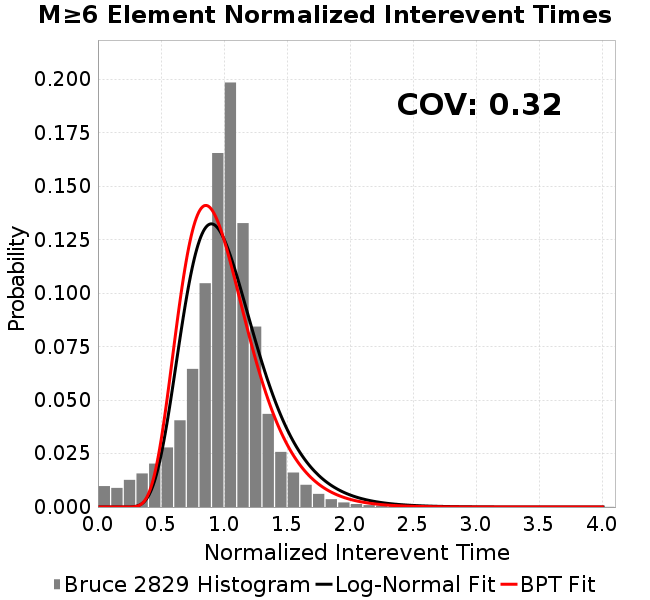 M≥6 Element Normalized Interevent Times
COV: 0.32
Probability
0.200
0.175
0.150
0.125
0.100
0.075
0.050
0.025
0.000
0.0 0.5 1.0 1.5 2.0 2.5 3.0 3.5 4.0
Normalized Interevent Time
Bruce 2829 Histogram Log-Normal Fit BPT Fit